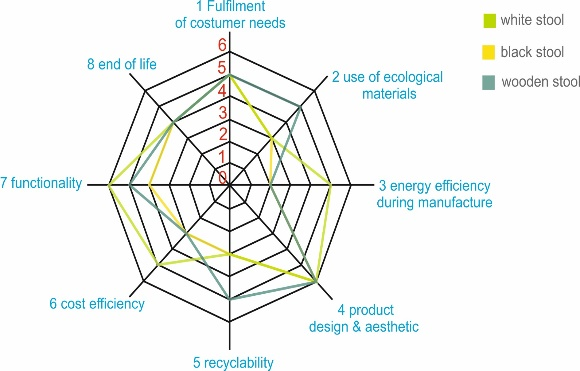 1 Fulfilment
of costumer needs
white stool
black stool
wooden stool
8 end of life
2 use of ecological
materials
6
5
4
3
2
1
0
7 functionality
3 energy efficiency
during manufacture
6 cost efficiency
4 product
design & aesthetic
5 recyclability